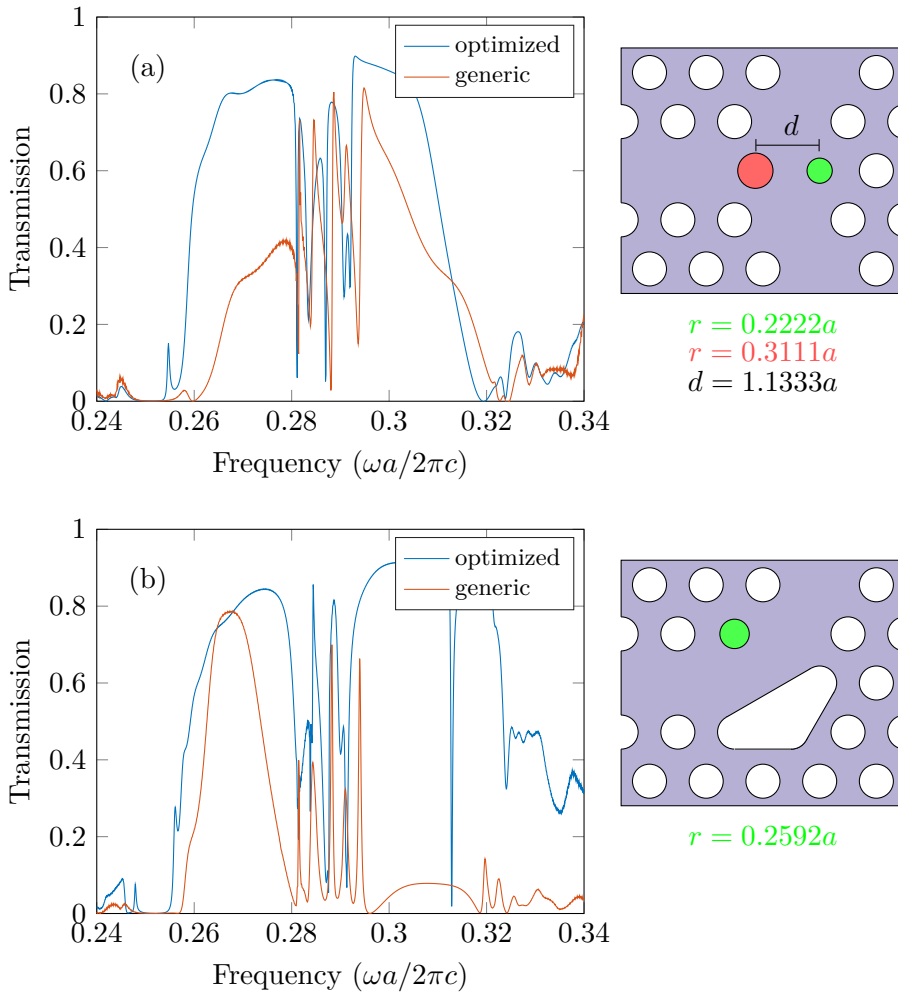 1
0.8
0.6
0.4
0.2
0
Transmission
(a)
optimized
generic
0.24
0.26
0.28
0.3
0.32
0.34
Frequency (ωa/2πc)
d
r = 0.2222a
r = 0.3111a
d = 1.1333a
1
0.8
0.6
0.4
0.2
0
Transmission
(b)
optimized
generic
0.24
0.26
0.28
0.3
0.32
0.34
Frequency (ωa/2πc)
r = 0.2592a